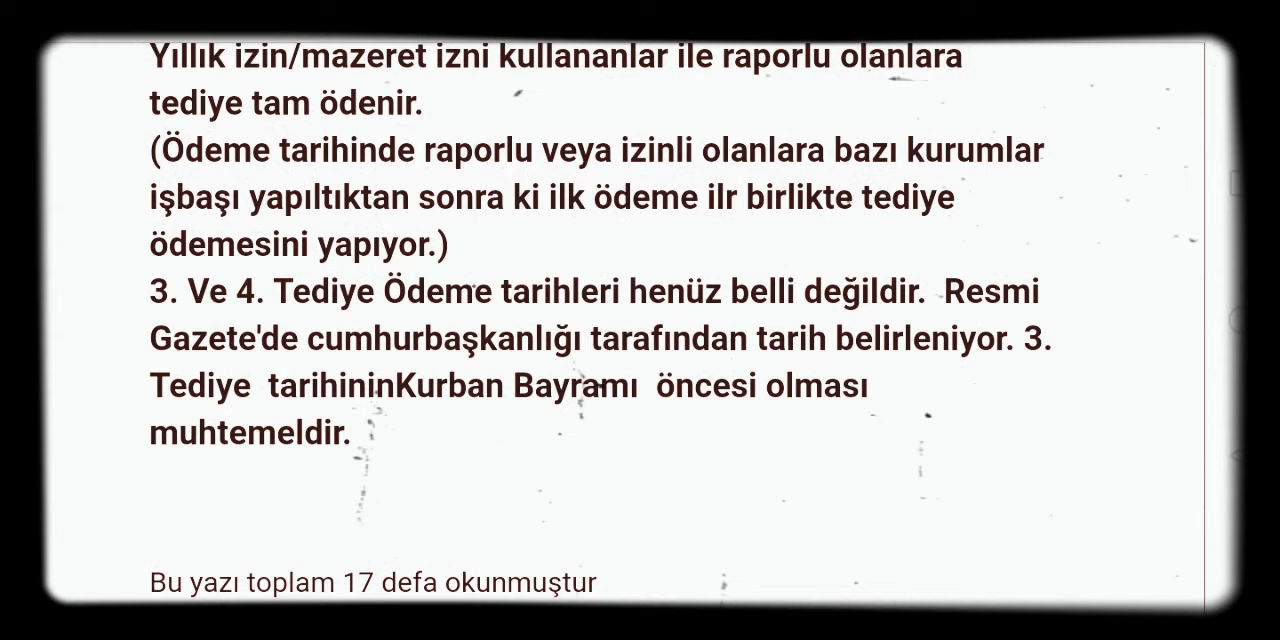 Yıllık izin/mazeret izni kullananlar ile raporlu olanlara
tediye tam ödenir.
(Ödeme tarihinde raporlu veya izinli olanlara bazı kurumlar
işbaşı yapıltıktan sonra ki ilk ödeme ilr birlikte tediye
ödemesini yapıyor.)
3. Ve 4. Tediye Ödeme tarihleri henüz belli değildir.  Resmi
Gazete'de cumhurbaşkanlığı tarafından tarih belirleniyor. 3.
Tediye  tarihininKurban Bayramı  öncesi olması
muhtemeldir.
Bu yazı toplam 17 defa okunmuştur